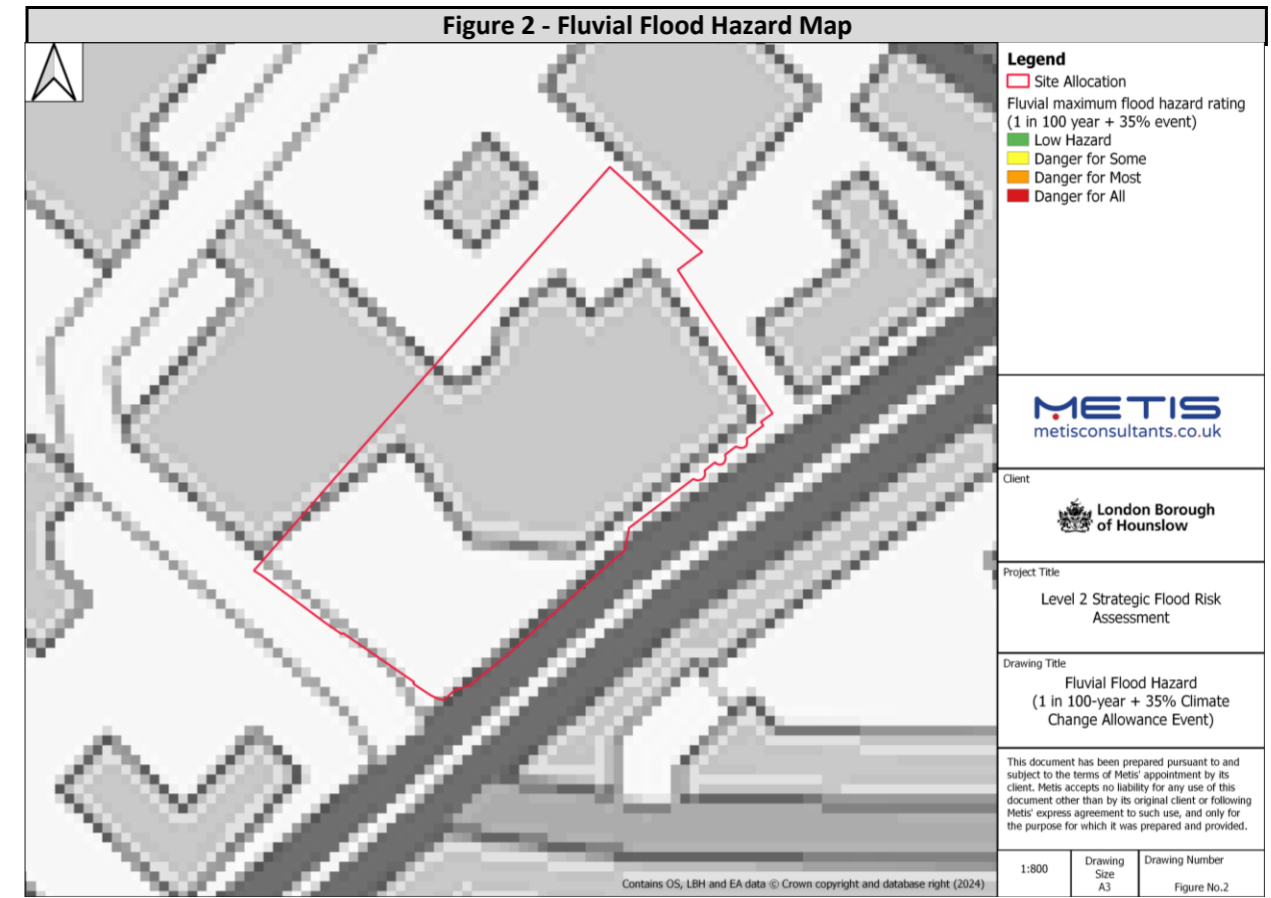 Figure 2 - Fluvial Flood Hazard Map
Legend
Site Allocation
Fluvial maximum flood hazard rating
(1 in 100 year + 35% event)
Low Hazard
Danger for Some
Danger for Most
Danger for All
METIS
metisconsultants.co.uk
Client
London Borough
of Hounslow
Project Title
Level 2 Strategic Flood Risk
Assessment
Drawing Title
Fluvial Flood Hazard
(1 in 100-year + 35% Climate
Change Allowance Event)
This document has been prepared pursuant to and
subject to the terms of Metis' appointment by its
client. Metis accepts no liability for any use of this
document other than by its original client or following
Metis' express agreement to such use, and only for
the purpose for which it was prepared and provided.
1:800
Drawing
Size
A3
Drawing Number
Figure No.2
Contains OS, LBH and EA data © Crown copyright and database right (2024)